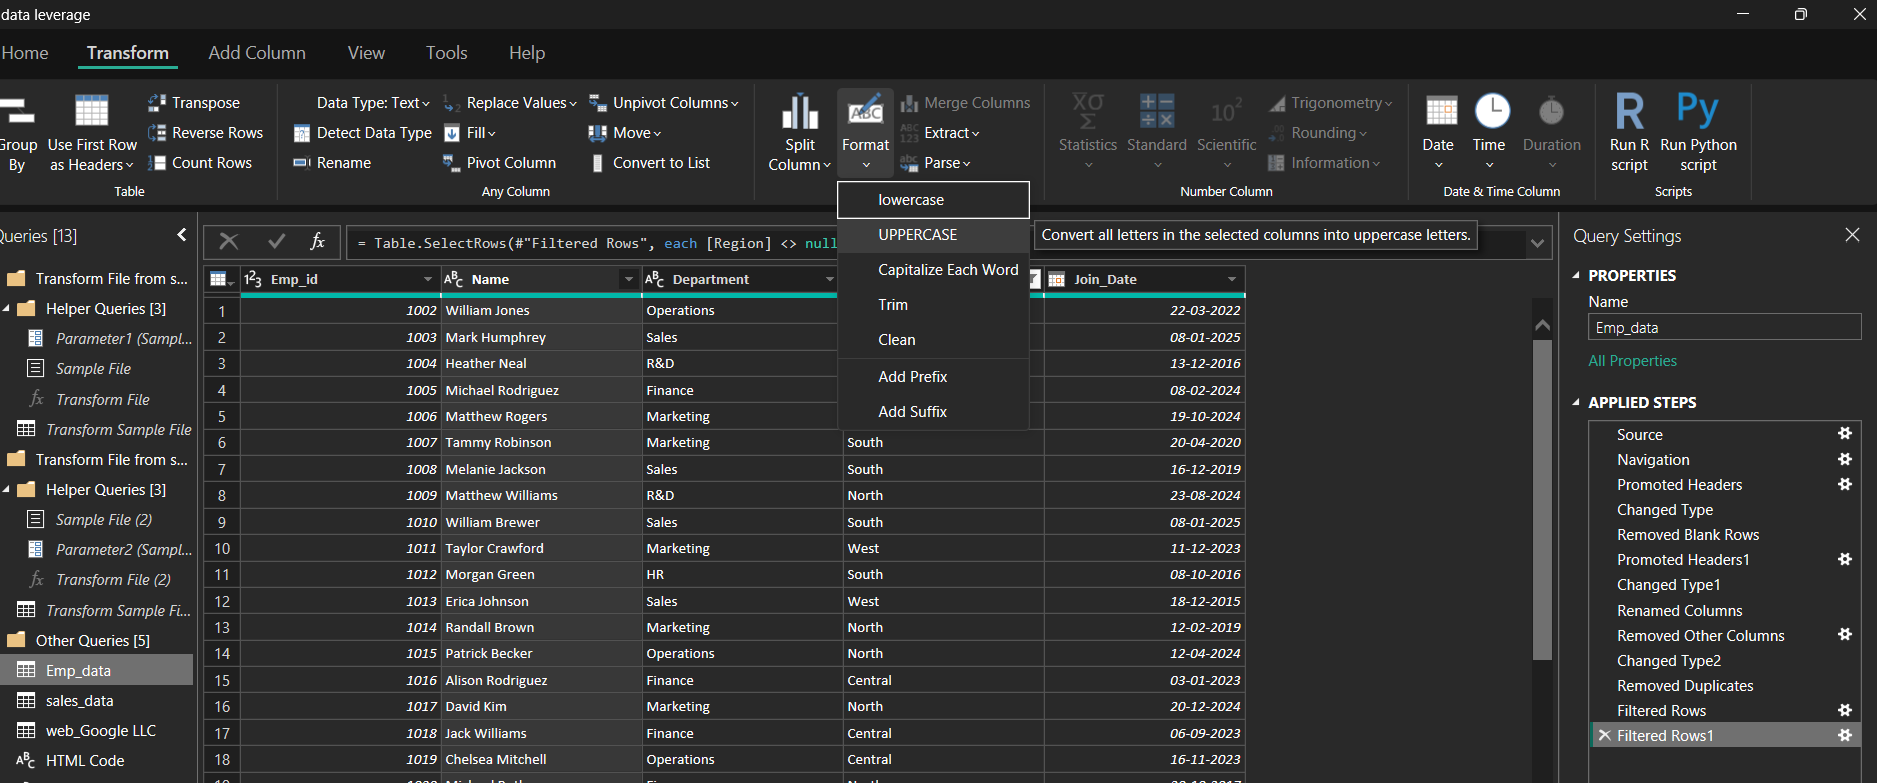 data leverage
Home Transform Add Column View Tools Help
Transpose
Reverse Rows
Count Rows
Group By
Use First Row as Headers
Table
Data Type: Text
Detect Data Type
Rename
Replace Values
Fill
Pivot Column
Unpivot Columns
Move
Convert to List
Any Column
Split Column
ABC
Format
Merge Columns
ABC 123 Extract
abc Parse
Xσ Σ Statistics
Standard
10² Scientific
Trigonometry
Rounding
Information
Number Column
Date
Time
Duration
Date & Time Column
R Run R script
Py Run Python script
Scripts
lowercase
UPPERCASE
Capitalize Each Word
Trim
Clean
Add Prefix
Add Suffix
Convert all letters in the selected columns into uppercase letters.
Queries [13]
Transform File from s...
Helper Queries [3]
Parameter1 (Sampl...
Sample File
fx Transform File
Transform Sample File
Transform File from s...
Helper Queries [3]
Sample File (2)
Parameter2 (Sampl...
fx Transform File (2)
Transform Sample Fi...
Other Queries [5]
Emp_data
sales_data
web_Google LLC
ABC HTML Code
fx = Table.SelectRows(#"Filtered Rows", each [Region] <> null
123 Emp_id ABC Name ABC Department Join_Date
1 1002 William Jones Operations 22-03-2022
2 1003 Mark Humphrey Sales 08-01-2025
3 1004 Heather Neal R&D 13-12-2016
4 1005 Michael Rodriguez Finance 08-02-2024
5 1006 Matthew Rogers Marketing 19-10-2024
6 1007 Tammy Robinson Marketing South 20-04-2020
7 1008 Melanie Jackson Sales South 16-12-2019
8 1009 Matthew Williams R&D North 23-08-2024
9 1010 William Brewer Sales South 08-01-2025
10 1011 Taylor Crawford Marketing West 11-12-2023
11 1012 Morgan Green HR South 08-10-2016
12 1013 Erica Johnson Sales West 18-12-2015
13 1014 Randall Brown Marketing North 12-02-2019
14 1015 Patrick Becker Operations North 12-04-2024
15 1016 Alison Rodriguez Finance Central 03-01-2023
16 1017 David Kim Marketing North 20-12-2024
17 1018 Jack Williams Finance Central 06-09-2023
18 1019 Chelsea Mitchell Operations Central 16-11-2023
Query Settings
PROPERTIES
Name
Emp_data
All Properties
APPLIED STEPS
Source
Navigation
Promoted Headers
Changed Type
Removed Blank Rows
Promoted Headers1
Changed Type1
Renamed Columns
Removed Other Columns
Changed Type2
Removed Duplicates
Filtered Rows
Filtered Rows1